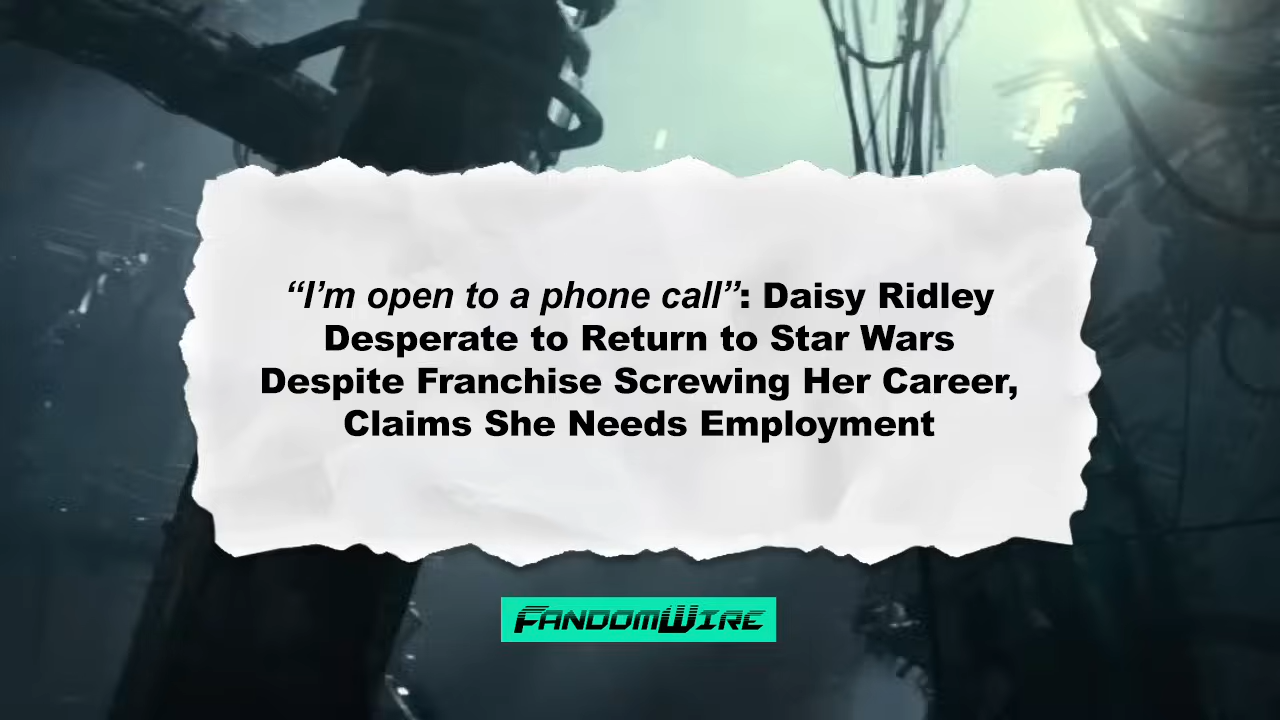 “I’m open to a phone call”: Daisy Ridley
Desperate to Return to Star Wars
Despite Franchise Screwing Her Career,
Claims She Needs Employment
FANDOMWIRE